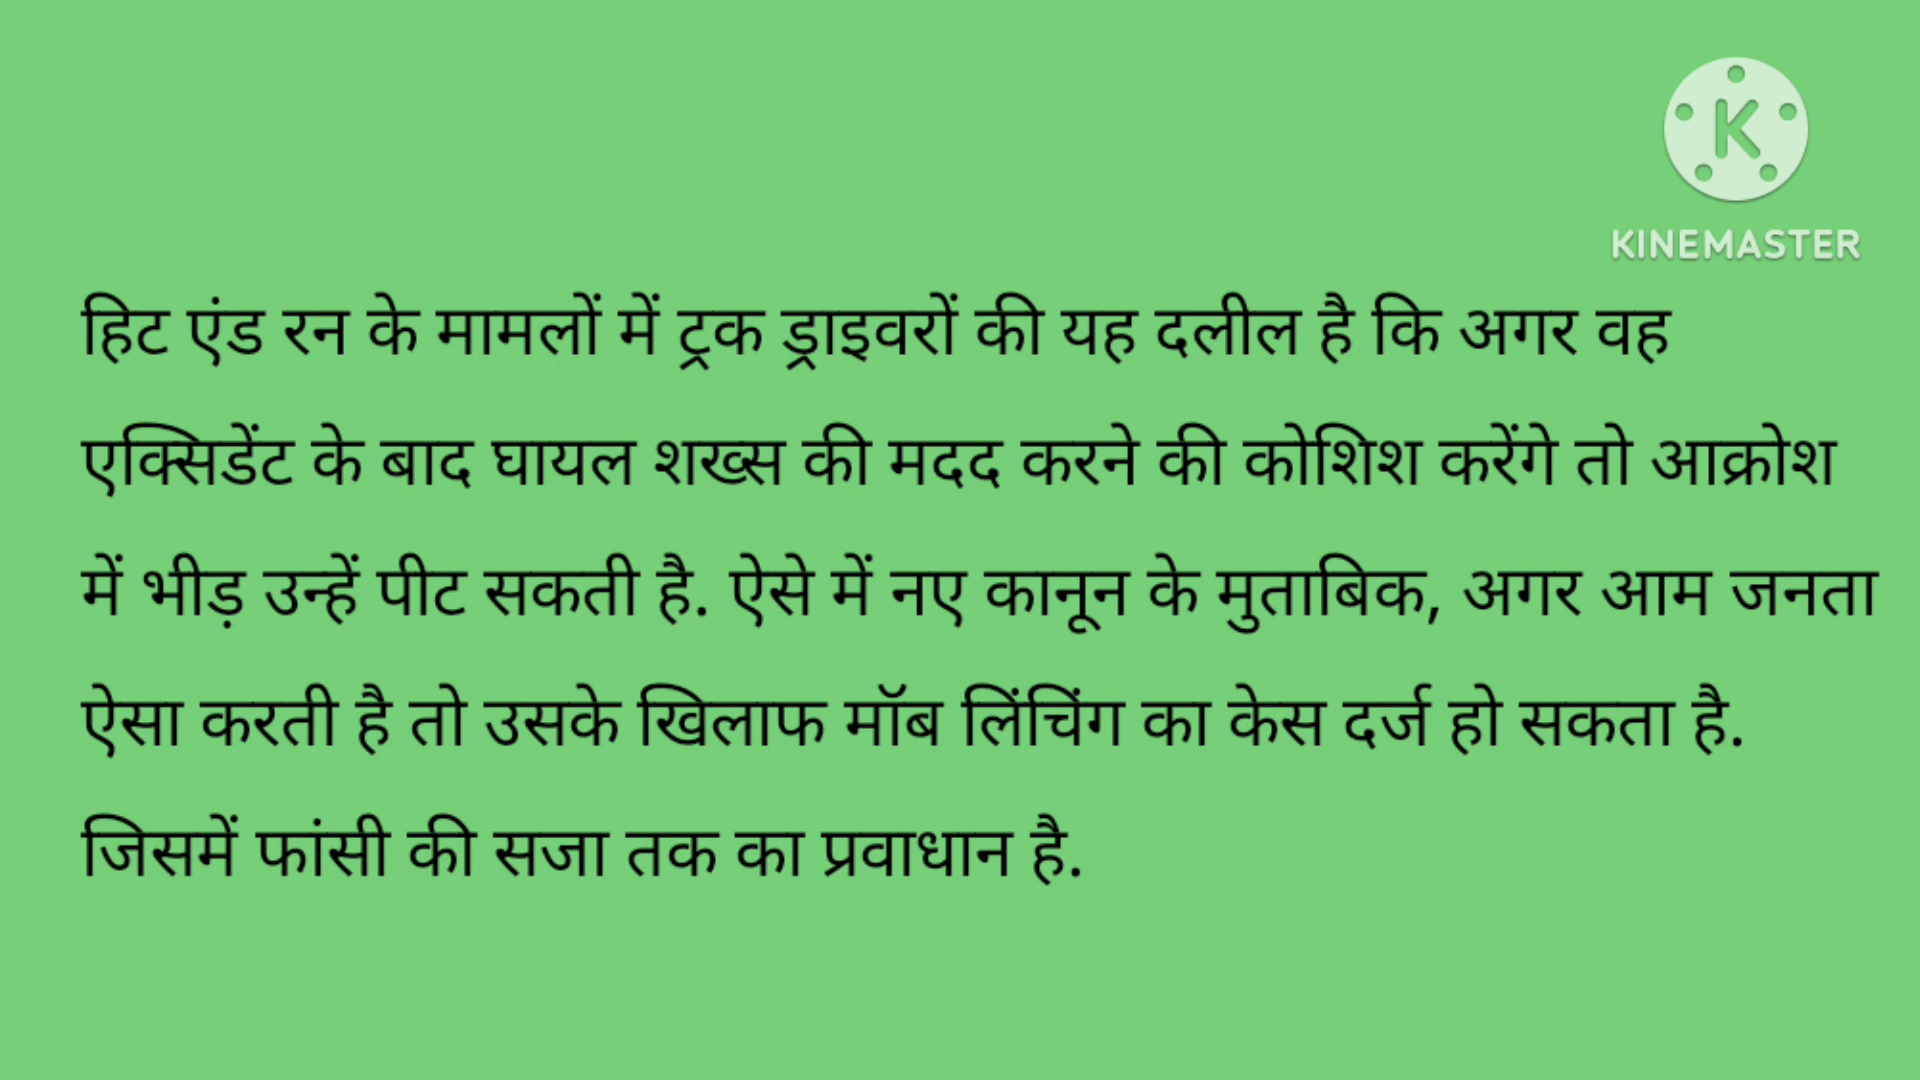 KINEMASTER
हिट एंड रन के मामलों में ट्रक ड्राइवरों की यह दलील है कि अगर वह
एक्सिडेंट के बाद घायल शख्स की मदद करने की कोशिश करेंगे तो आक्रोश
में भीड़ उन्हें पीट सकती है. ऐसे में नए कानून के मुताबिक, अगर आम जनता
ऐसा करती है तो उसके खिलाफ मॉब लिंचिंग का केस दर्ज हो सकता है.
जिसमें फांसी की सजा तक का प्रवाधान है.